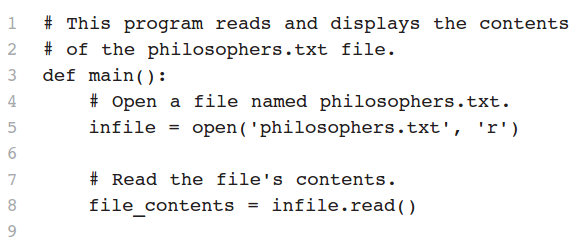 1 # This program reads and displays the contents
2 # of the philosophers.txt file.
3 def main():
4     # Open a file named philosophers.txt.
5     infile = open('philosophers.txt', 'r')
6
7     # Read the file's contents.
8     file_contents = infile.read()
9